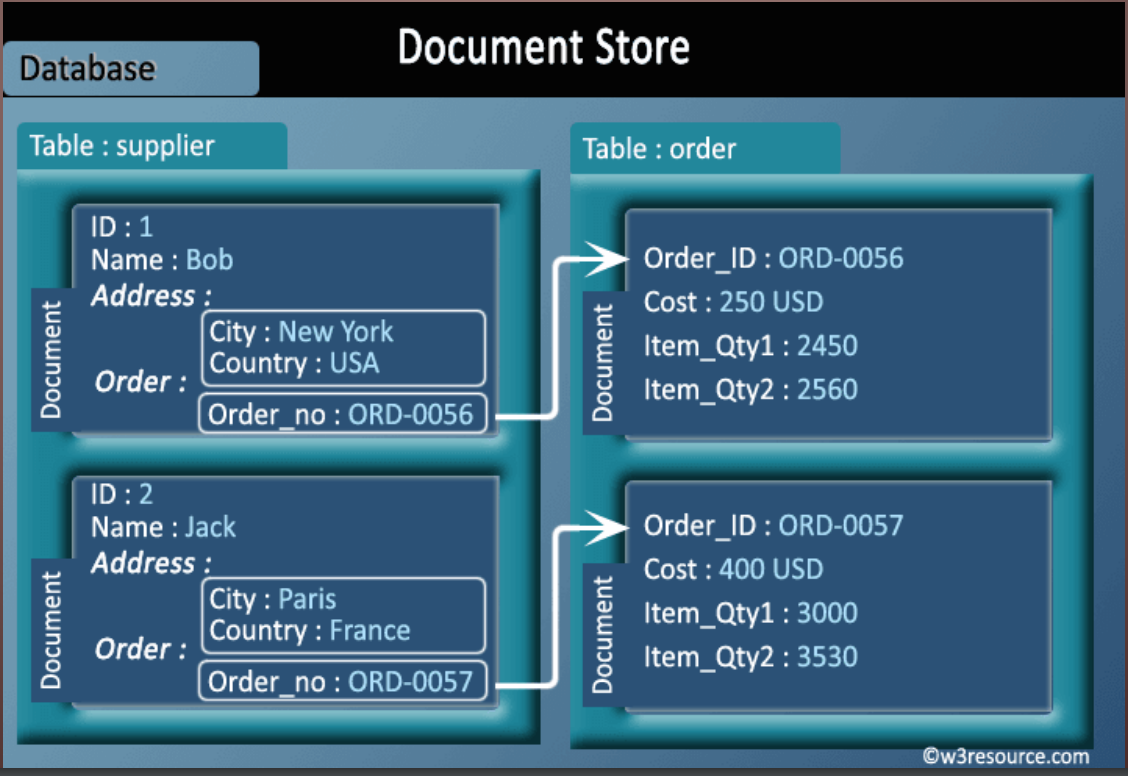 Document Store
Database
Table : supplier
Document
ID : 1
Name : Bob
Address :
City : New York
Country : USA
Order :
Order_no : ORD-0056
Document
ID : 2
Name : Jack
Address :
City : Paris
Country : France
Order :
Order_no : ORD-0057
Table : order
Document
Order_ID : ORD-0056
Cost : 250 USD
Item_Qty1 : 2450
Item_Qty2 : 2560
Document
Order_ID : ORD-0057
Cost : 400 USD
Item_Qty1 : 3000
Item_Qty2 : 3530
©w3resource.com